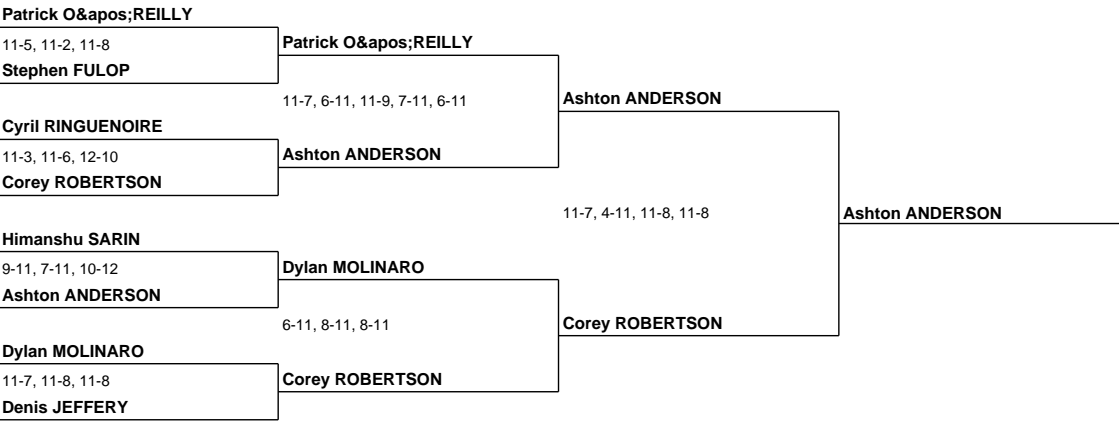 Patrick O&apos;REILLY
11-5, 11-2, 11-8
Stephen FULOP
Cyril RINGUENOIRE
11-3, 11-6, 12-10
Corey ROBERTSON
Himanshu SARIN
9-11, 7-11, 10-12
Ashton ANDERSON
Dylan MOLINARO
11-7, 11-8, 11-8
Denis JEFFERY
Patrick O&apos;REILLY
11-7, 6-11, 11-9, 7-11, 6-11
Ashton ANDERSON
Dylan MOLINARO
6-11, 8-11, 8-11
Corey ROBERTSON
Ashton ANDERSON
11-7, 4-11, 11-8, 11-8
Corey ROBERTSON
Ashton ANDERSON